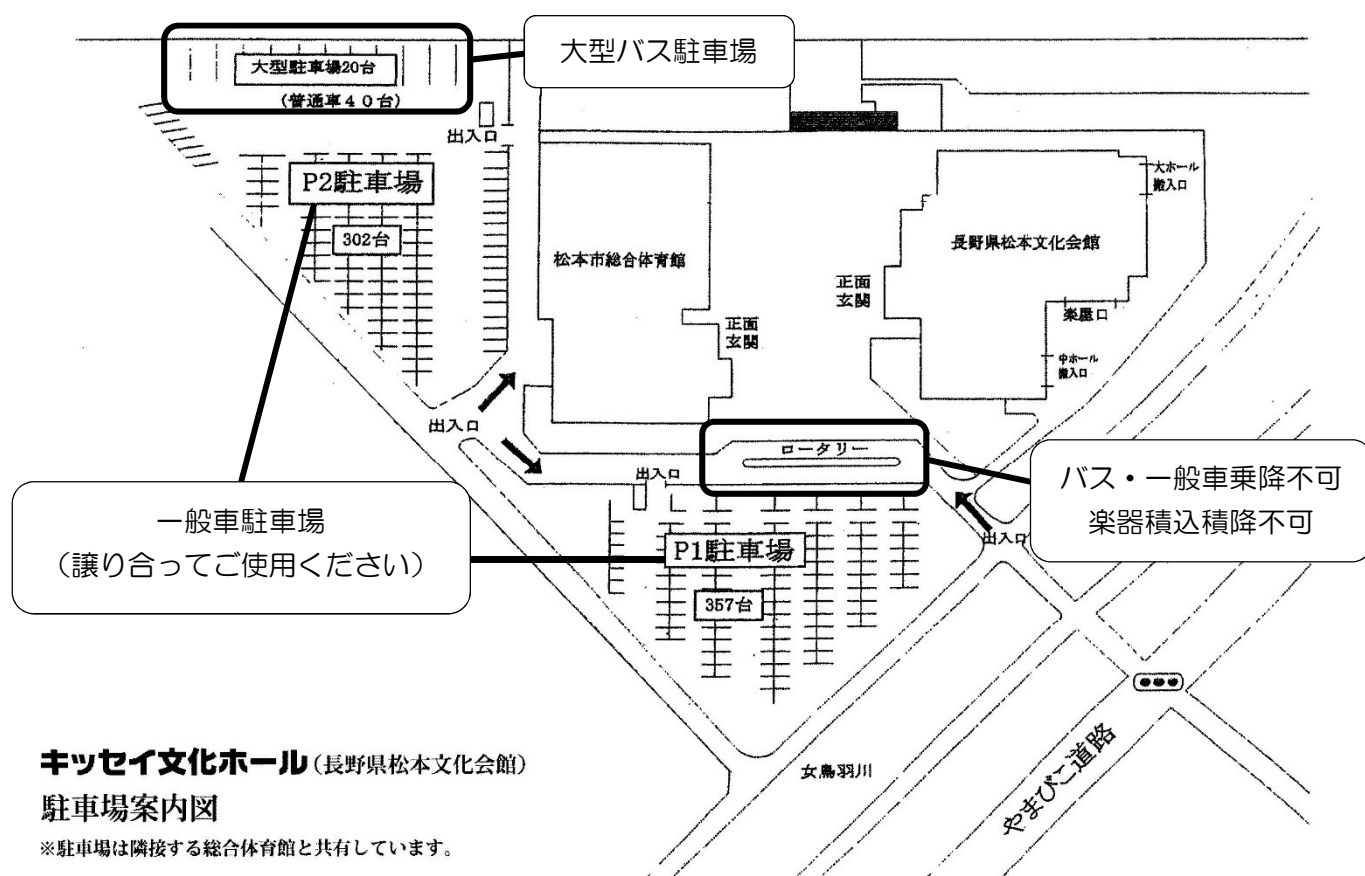 大型バス駐車場
大型駐車場20台
(普通車40台)
出入口
P2駐車場
302台
松本市総合体育館
正面
玄関
大ホール
搬入口
長野県松本文化会館
正面
玄関
楽屋口
中ホール
搬入口
出入口
ロータリー
出入口
バス・一般車乗降不可
楽器積込積降不可
出入口
一般車駐車場
(譲り合ってご使用ください)
P1駐車場
357台
キッセイ文化ホール(長野県松本文化会館)
駐車場案内図
※駐車場は隣接する総合体育館と共有しています。
女鳥羽川
やまびこ道路